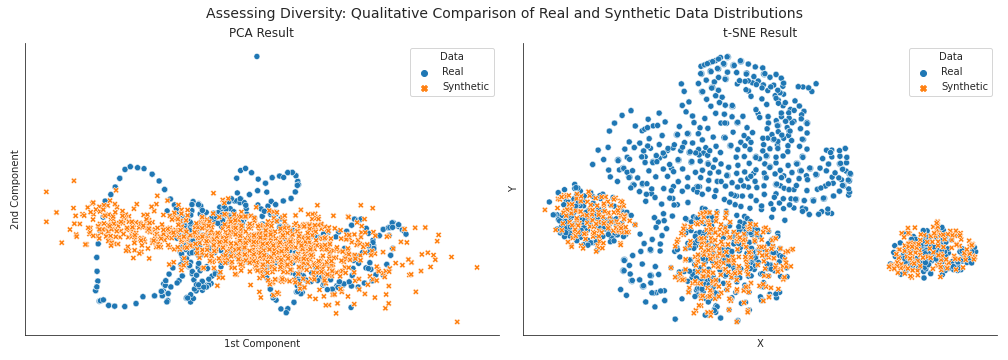 Assessing Diversity: Qualitative Comparison of Real and Synthetic Data Distributions
PCA Result
Data
Real
Synthetic
2nd Component
1st Component
t-SNE Result
Data
Real
Synthetic
Y
X